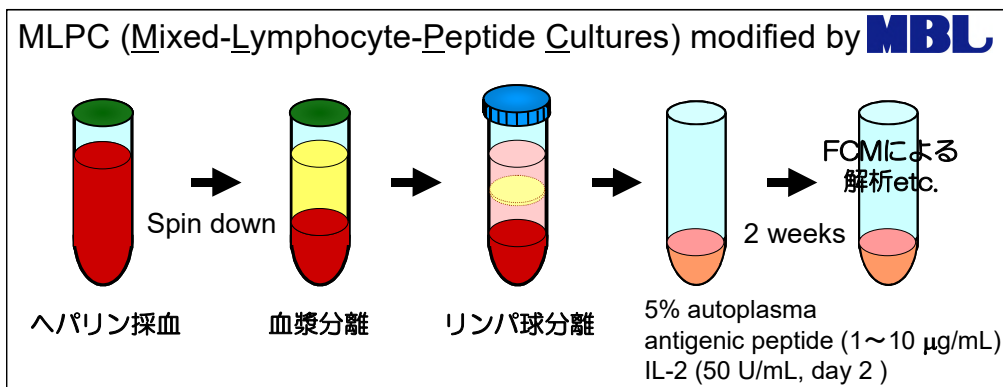 MLPC (Mixed-Lymphocyte-Peptide Cultures) modified by MBL
FCMによる
解析etc.
Spin down
2 weeks
ヘパリン採血
血漿分離
リンパ球分離
5% autoplasma
antigenic peptide (1～10 μg/mL)
IL-2 (50 U/mL, day 2 )